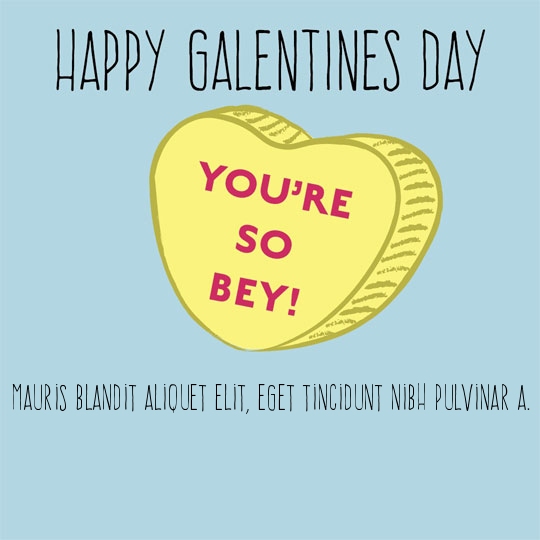 HAPPY GALENTINES DAY
YOU'RE
SO
BEY!
MAURIS BLANDIT ALIQUET ELIT, EGET TINCIDUNT NIBH PULVINAR A.